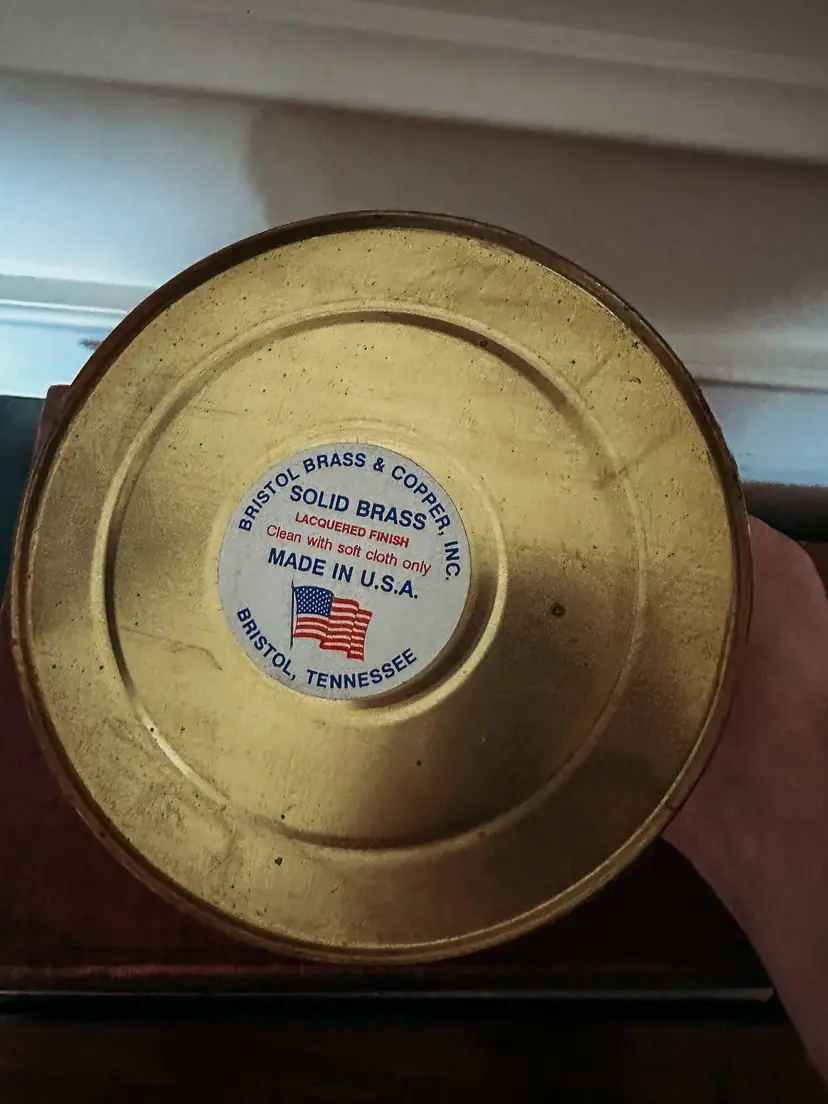 BRISTOL BRASS & COPPER, INC.
SOLID BRASS
LACQUERED FINISH
Clean with soft cloth only
MADE IN U.S.A.
BRISTOL, TENNESSEE